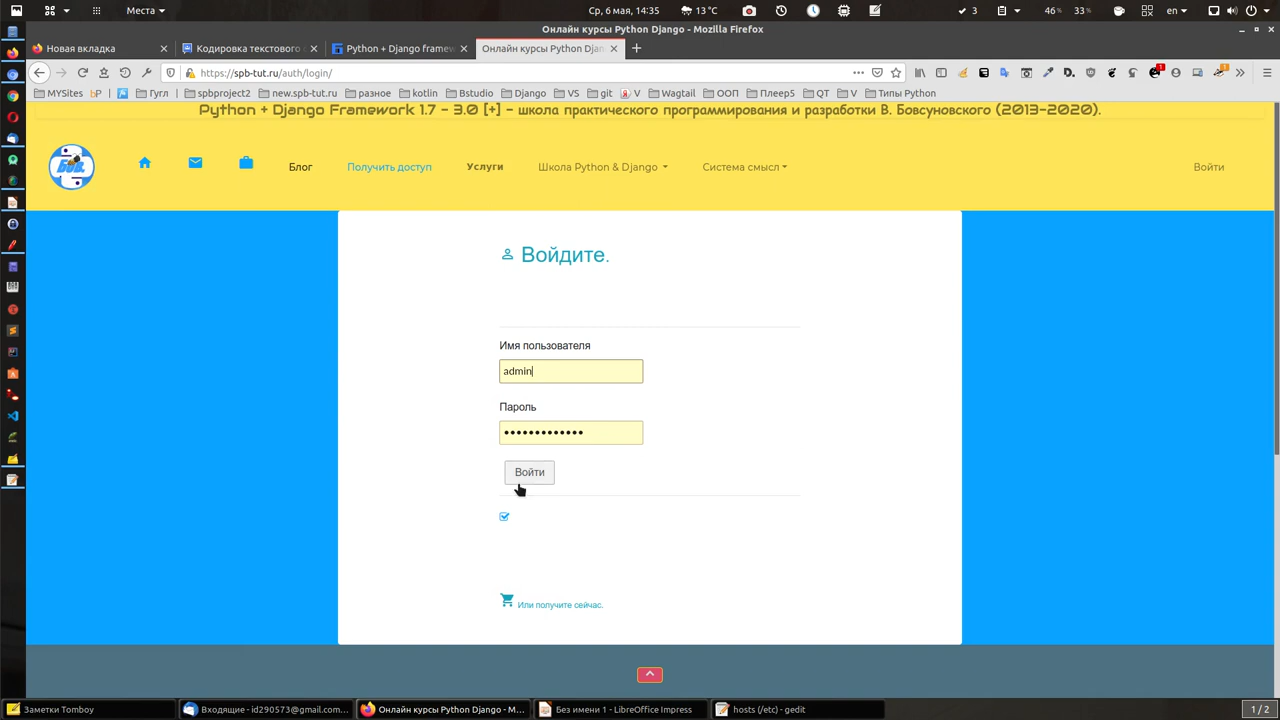 Места
Ср, 6 мая, 14:35
13°C
3
46%
33%
en
Онлайн курсы Python Django - Mozilla Firefox
Новая вкладка
Кодировка текстового
Python + Django framew
Онлайн курсы Python Djan
https://spb-tut.ru/auth/login/
MYSites
bP
Гугл
spbproject2
new.spb-tut.ru
разное
kotlin
Bstudio
Django
VS
git
V
Wagtail
ООП
Плеер5
QT
V
Типы Python
Python + Django Framework 1.7 - 3.0 [+] - школа практического программирования и разработки В. Бовсуновского (2013-2020).
Блог
Получить доступ
Услуги
Школа Python & Django
Система смысл
Войти
Войдите.
Имя пользователя
admin
Пароль
Войти
Или получите сейчас.
Заметки Tomboy
Входящие - id290573@gmail.com...
Онлайн курсы Python Django - M...
Без имени 1 - LibreOffice Impress
hosts (/etc) - gedit
1 / 2